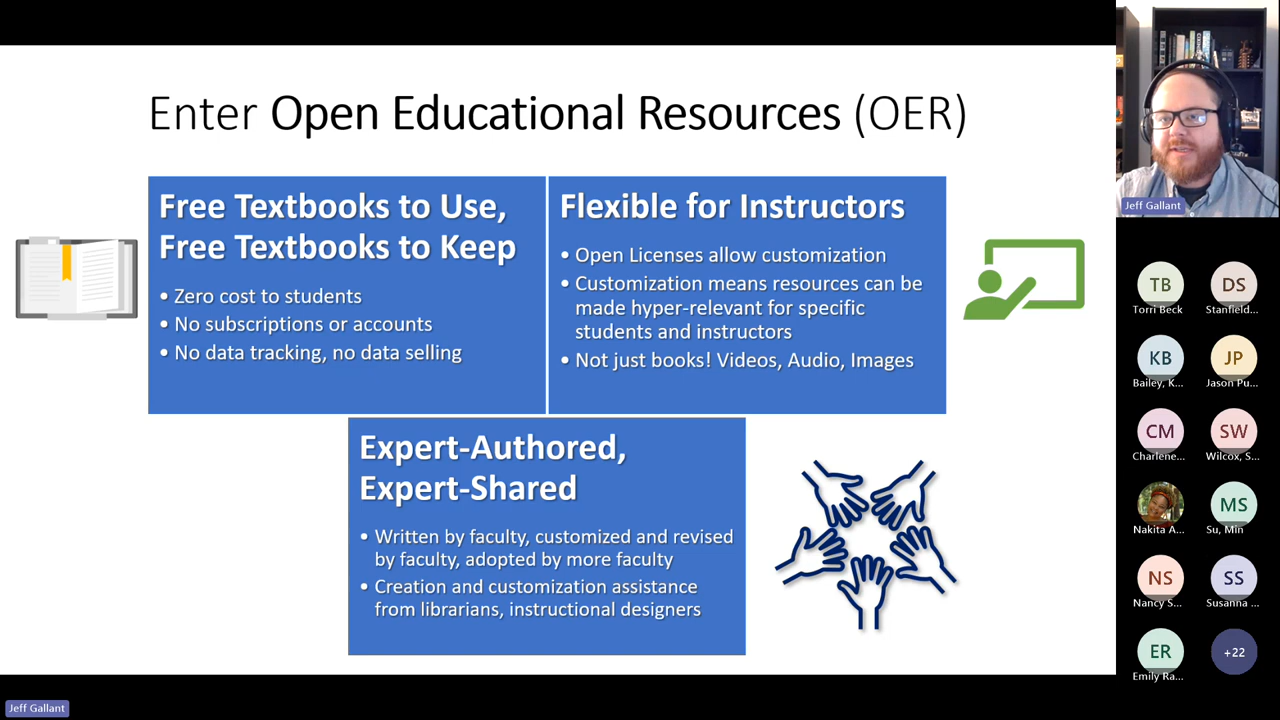 Enter Open Educational Resources (OER)
Free Textbooks to Use,
Free Textbooks to Keep
• Zero cost to students
• No subscriptions or accounts
• No data tracking, no data selling
Flexible for Instructors
• Open Licenses allow customization
• Customization means resources can be
made hyper-relevant for specific
students and instructors
• Not just books! Videos, Audio, Images
Expert-Authored,
Expert-Shared
• Written by faculty, customized and revised
by faculty, adopted by more faculty
• Creation and customization assistance
from librarians, instructional designers
Jeff Gallant
TB
Torri Beck
DS
Stanfield...
KB
Bailey, K...
JP
Jason Pu...
CM
Charlene...
SW
Wilcox, S...
Nakita A...
MS
Su, Min
NS
Nancy S...
SS
Susanna ...
ER
Emily Ra...
+22
Jeff Gallant